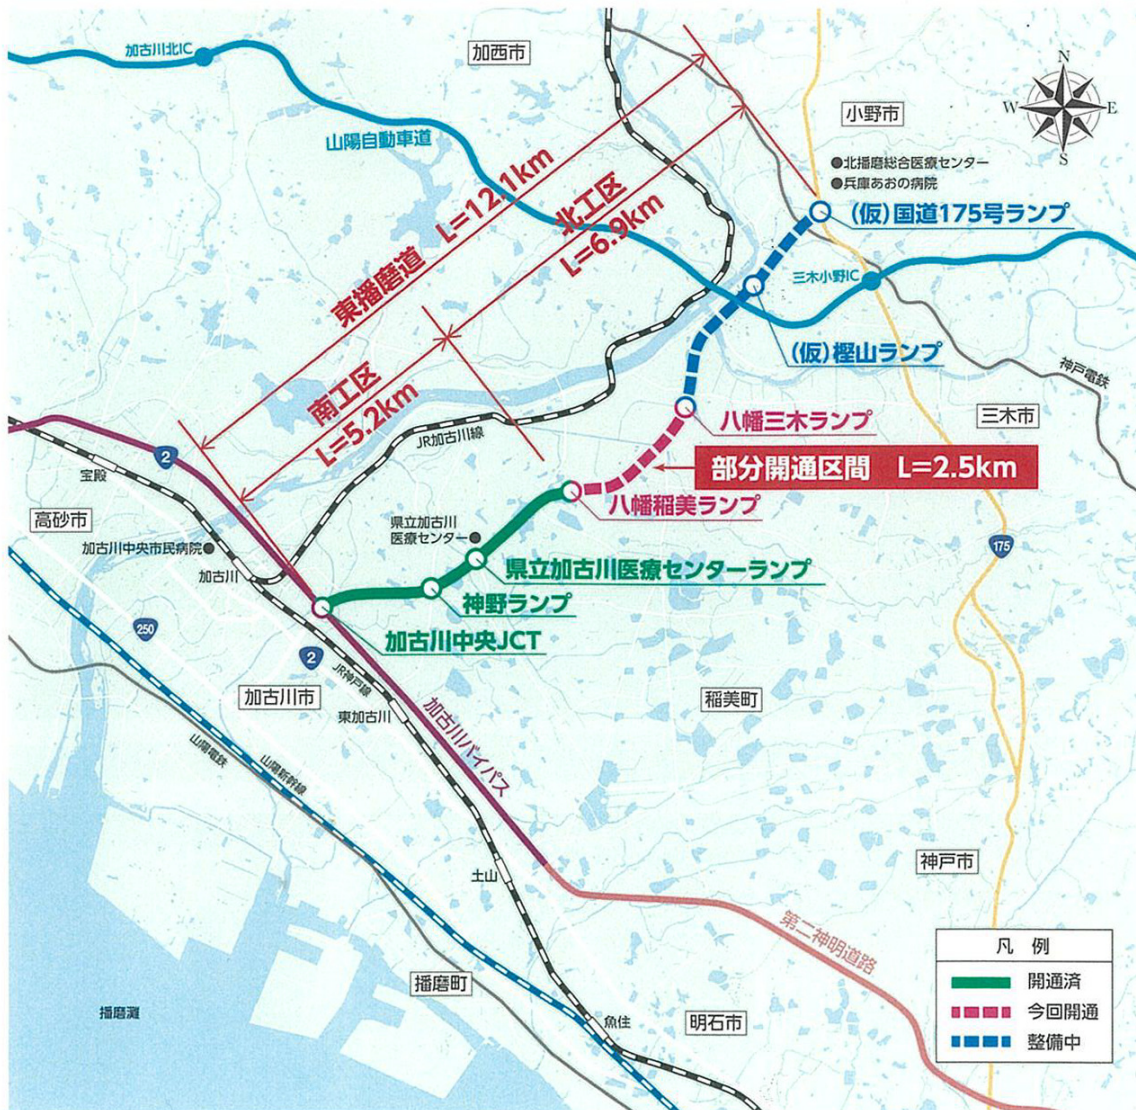 加古川北IC
加西市
N
W
E
S
小野市
山陽自動車道
●北播磨総合医療センター
●兵庫あおの病院
東播磨道 L=12.1km
北工区
L=6.9km
(仮)国道175号ランプ
三木小野IC
(仮)樫山ランプ
神戸電鉄
南工区
L=5.2km
JR加古川線
八幡三木ランプ
三木市
部分開通区間 L=2.5km
2
宝殿
八幡稲美ランプ
高砂市
県立加古川
医療センター●
加古川中央市民病院●
加古川
175
県立加古川医療センターランプ
神野ランプ
加古川中央JCT
250
2
JR神戸線
加古川市
東加古川
稲美町
加古川バイパス
山陽電鉄
山陽新幹線
土山
神戸市
第二神明道路
播磨町
播磨灘
魚住
明石市
凡 例
開通済
今回開通
整備中